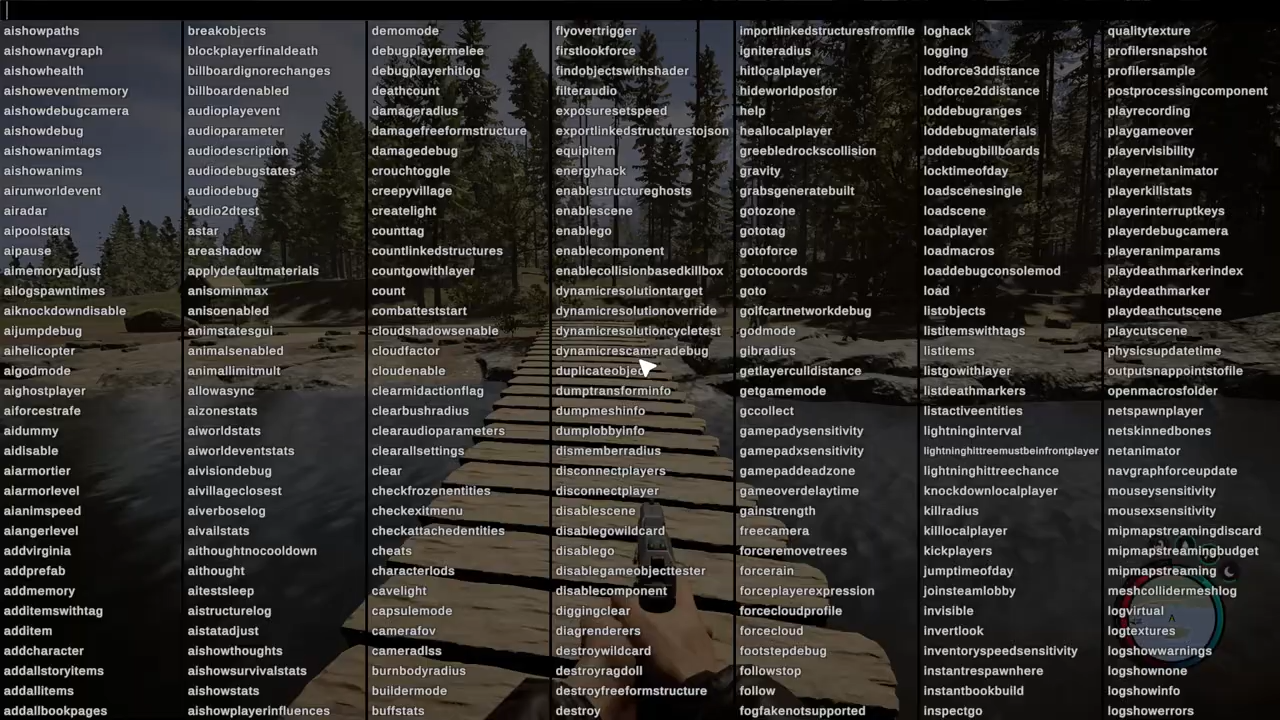 aishowpaths
aishownavgraph
aishowhealth
aishoweventmemory
aishowdebugcamera
aishowdebug
aishowanimtags
aishowanims
airunworldevent
airadar
aipoolstats
aipause
aimemoryadjust
ailogspawntimes
aiknockdowndisable
aijumpdebug
aihelicopter
aigodmode
aighostplayer
aiforcestrafe
aidummy
aidisable
aiarmortier
aiarmorlevel
aianimspeed
aiangerlevel
addvirginia
addprefab
addmemory
additemswithtag
additem
addcharacter
addallstoryitems
addallitems
addallbookpages
breakobjects
blockplayerfinaldeath
billboardignorechanges
billboardenabled
audioplayevent
audioparameter
audiodescription
audiodebugstates
audiodebug
audio2dtest
astar
areashadow
applydefaultmaterials
anisominmax
anisoenabled
animstatesgui
animalsenabled
animallimitmult
allowasync
aizonestats
aiworldstats
aiworldeventstats
aivisiondebug
aivillageclosest
aiverboselog
aivailstats
aithoughtnocooldown
aithought
aitestsleep
aistructurelog
aistatadjust
aishowthoughts
aishowsurvivalstats
aishowstats
aishowplayerinfluences
demomode
debugplayermelee
debugplayerhitlog
deathcount
damageradius
damagefreeformstructure
damagedebug
crouchtoggle
creepyvillage
createlight
counttag
countlinkedstructures
countgowithlayer
count
combatteststart
cloudshadowsenable
cloudfactor
cloudenable
clearmidactionflag
clearbushradius
clearaudioparameters
clearallsettings
clear
checkfrozenentities
checkexitmenu
checkattachedentities
cheats
characterlods
cavelight
capsulemode
camerafov
cameradlss
burnbodyradius
buildermode
buffstats
flyovertrigger
firstlookforce
findobjectswithshader
filteraudio
exposuresetspeed
exportlinkedstructurestojson
equipitem
energyhack
enablestructureghosts
enablescene
enablego
enablecomponent
enablecollisionbasedkillbox
dynamicresolutiontarget
dynamicresolutionoverride
dynamicresolutioncycletest
dynamicrescameradebug
duplicateobject
dumptransforminfo
dumpmeshinfo
dumplobbyinfo
dismemberradius
disconnectplayers
disconnectplayer
disablescene
disablegowildcard
disablego
disablegameobjecttester
disablecomponent
diggingclear
diagrenderers
destroywildcard
destroyragdoll
destroyfreeformstructure
destroy
importlinkedstructuresfromfile
igniteradius
hitlocalplayer
hideworldposfor
help
heallocalplayer
greebledrockscollision
gravity
grabsgeneratebuilt
gotozone
gototag
gotoforce
gotocoords
goto
golfcartnetworkdebug
godmode
gibradius
getlayerculldistance
getgamemode
gccollect
gamepadysensitivity
gamepadxsensitivity
gamepaddeadzone
gameoverdelaytime
gainstrength
freecamera
forceremovetrees
forcerain
forceplayerexpression
forcecloudprofile
forcecloud
footstepdebug
followstop
follow
fogfakenotsupported
loghack
logging
lodforce3ddistance
lodforce2ddistance
loddebugranges
loddebugmaterials
loddebugbillboards
locktimeofday
loadscenesingle
loadscene
loadplayer
loadmacros
loaddebugconsolemod
load
listobjects
listitemswithtags
listitems
listgowithlayer
listdeathmarkers
listactiveentities
lightninginterval
lightninghittreemustbeinfrontplayer
lightninghittreechance
knockdownlocalplayer
killradius
killlocalplayer
kickplayers
jumptimeofday
joinsteamlobby
invisible
invertlook
inventoryspeedsensitivity
instantrespawnhere
instantbookbuild
inspectgo
qualitytexture
profilersnapshot
profilersample
postprocessingcomponent
playrecording
playgameover
playervisibility
playernetanimator
playerkillstats
playerinterruptkeys
playerdebugcamera
playeranimparams
playdeathmarkerindex
playdeathmarker
playdeathcutscene
playcutscene
physicsupdatetime
outputsnappointstofile
openmacrosfolder
netspawnplayer
netskinnedbones
netanimator
navgraphforceupdate
mouseysensitivity
mousexsensitivity
mipmapstreamingdiscard
mipmapstreamingbudget
mipmapstreaming
meshcollidermeshlog
logvirtual
logtextures
logshowwarnings
logshownone
logshowinfo
logshowerrors